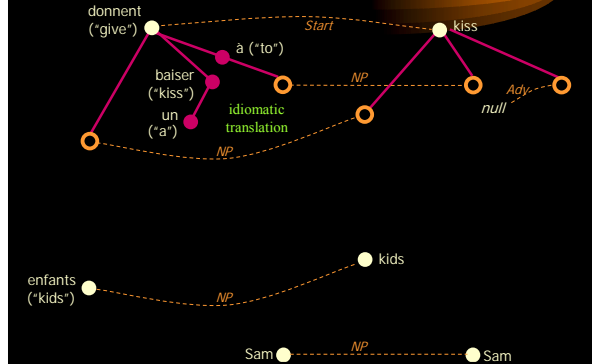 donnent
(“give”)
Start
kiss
à (“to”)
baiser
(“kiss”)
NP
Adv
null
un
(“a”)
idiomatic
translation
NP
kids
enfants
(“kids”)
NP
Sam
NP
Sam